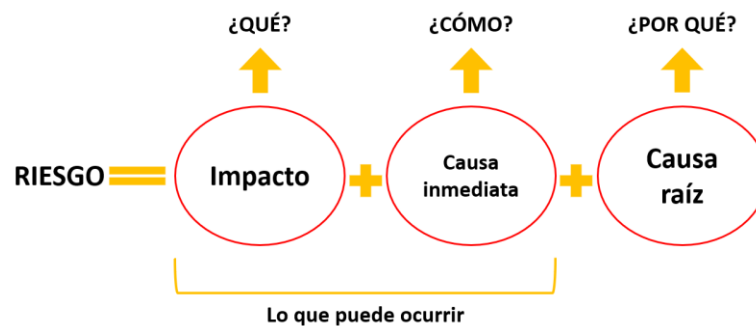 ¿QUÉ?
¿CÓMO?
¿POR QUÉ?
RIESGO
Impacto
Causa
inmediata
Causa
raíz
Lo que puede ocurrir